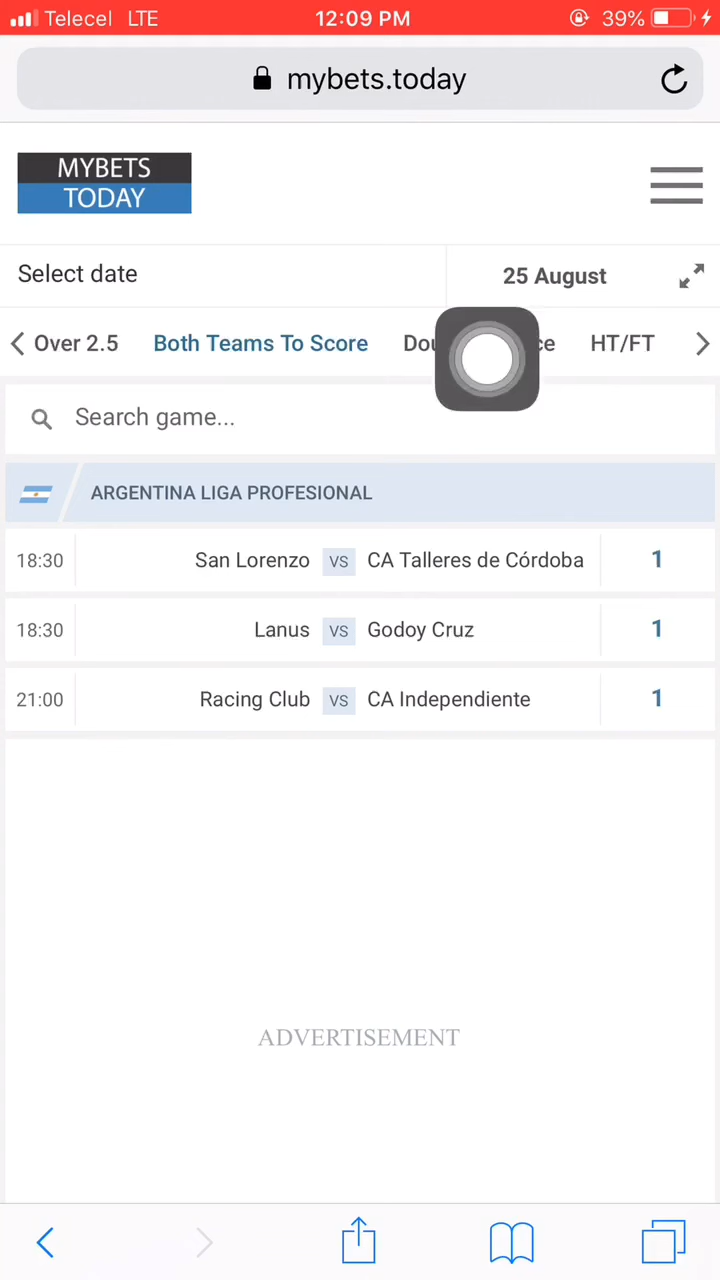 Telecel LTE 12:09 PM 39%
mybets.today
MYBETS
TODAY
Select date 25 August
Over 2.5 Both Teams To Score HT/FT
Search game...
ARGENTINA LIGA PROFESIONAL
18:30 San Lorenzo VS CA Talleres de Córdoba 1
18:30 Lanus VS Godoy Cruz 1
21:00 Racing Club VS CA Independiente 1
ADVERTISEMENT